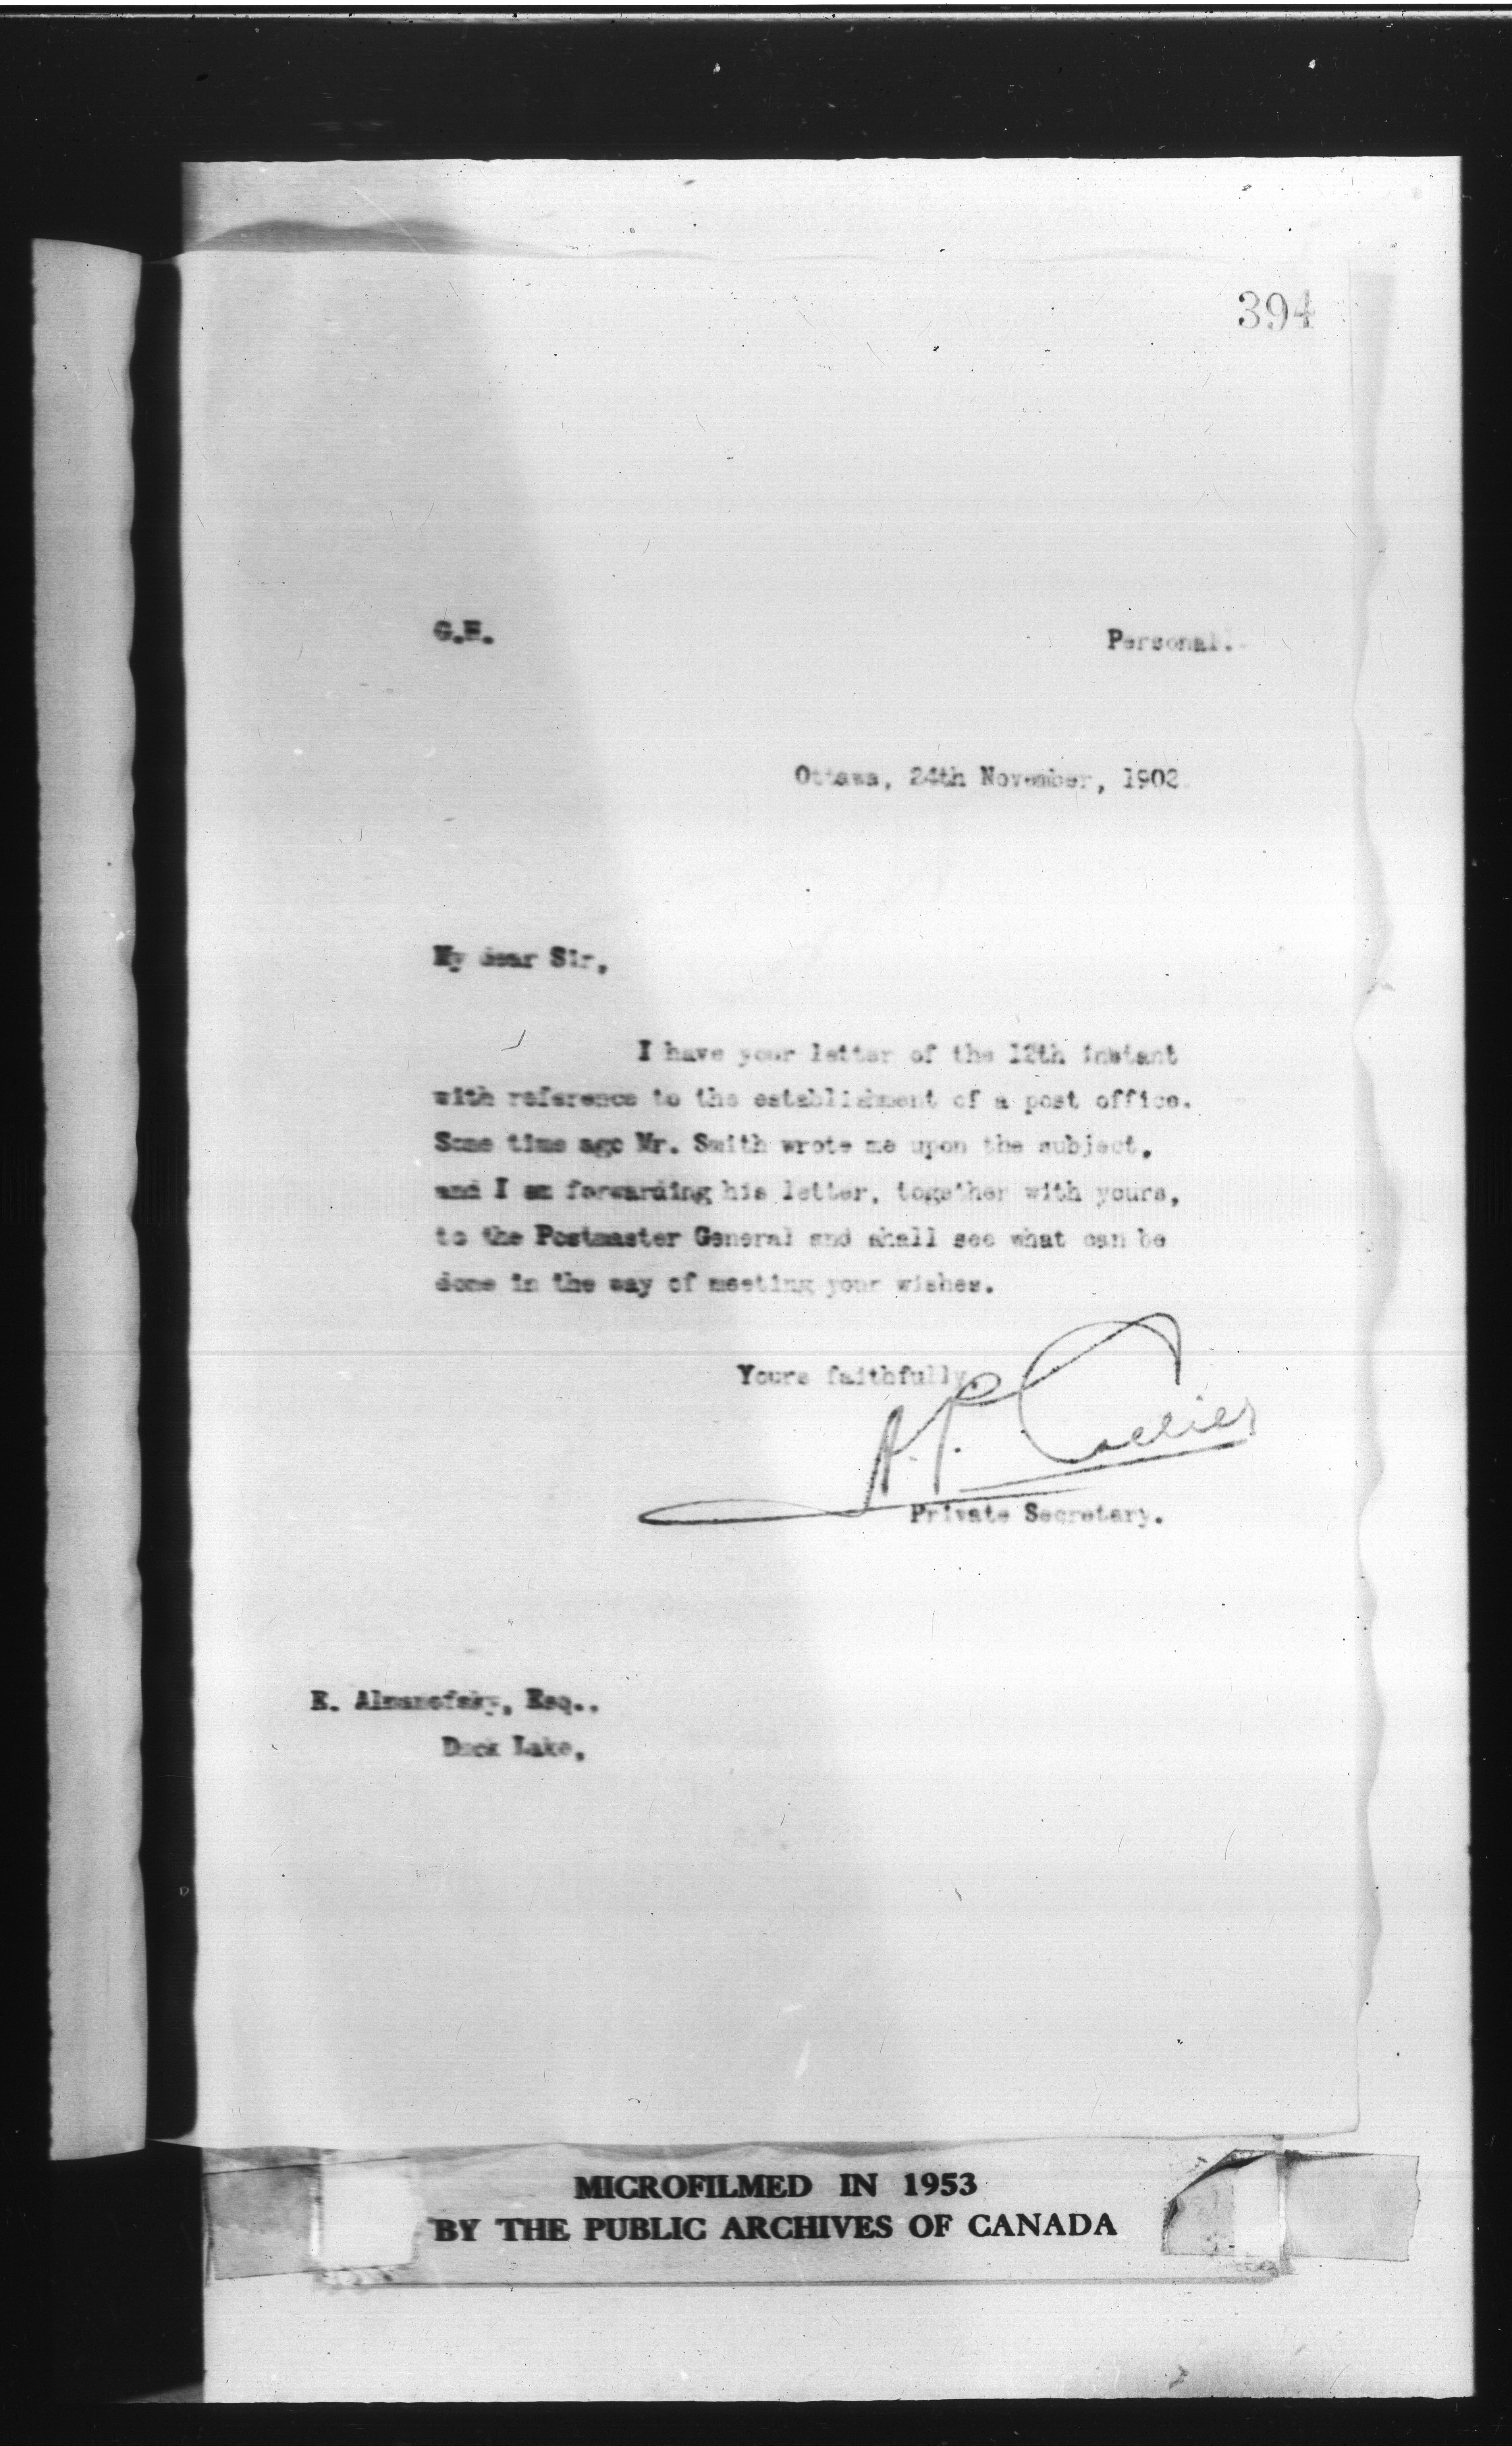 394
G.H.
Personal.
Ottawa, 24th November, 1902.
My dear Sir,
I have your letter of the 12th instant
with reference to the establishment of a post office.
Some time ago Mr. Smith wrote me upon the subject,
and I am forwarding his letter, together with yours,
to the Postmaster General and shall see what can be
done in the way of meeting your wishes.
Yours faithfully,
A. P. Collier
Private Secretary.
E. Esq.,
Duck Lake,
MICROFILMED IN 1953
BY THE PUBLIC ARCHIVES OF CANADA